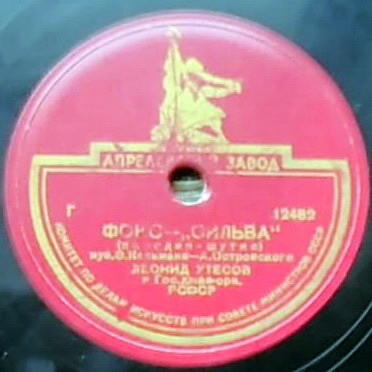 АПРЕЛЕВСКИЙ ЗАВОД
Г 12482
ФОКС—„СИЛЬВА“
(пародия-шутка)
муз.Э.Кальмана—А.Островского
ЛЕОНИД УТЕСОВ
и Гос.джаз-орк.
РСФСР
КОМИТЕТ ПО ДЕЛАМ ИСКУССТВ ПРИ СОВЕТЕ МИНИСТРОВ СССР